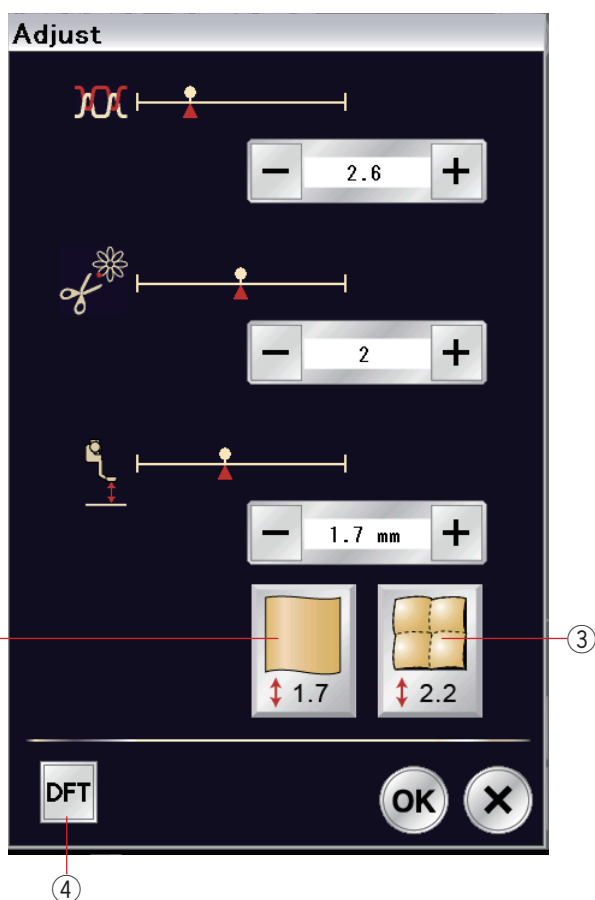 Adjust
− 2.6 +
− 2 +
− 1.7 mm +
1.7 2.2
③
DFT OK ×
④